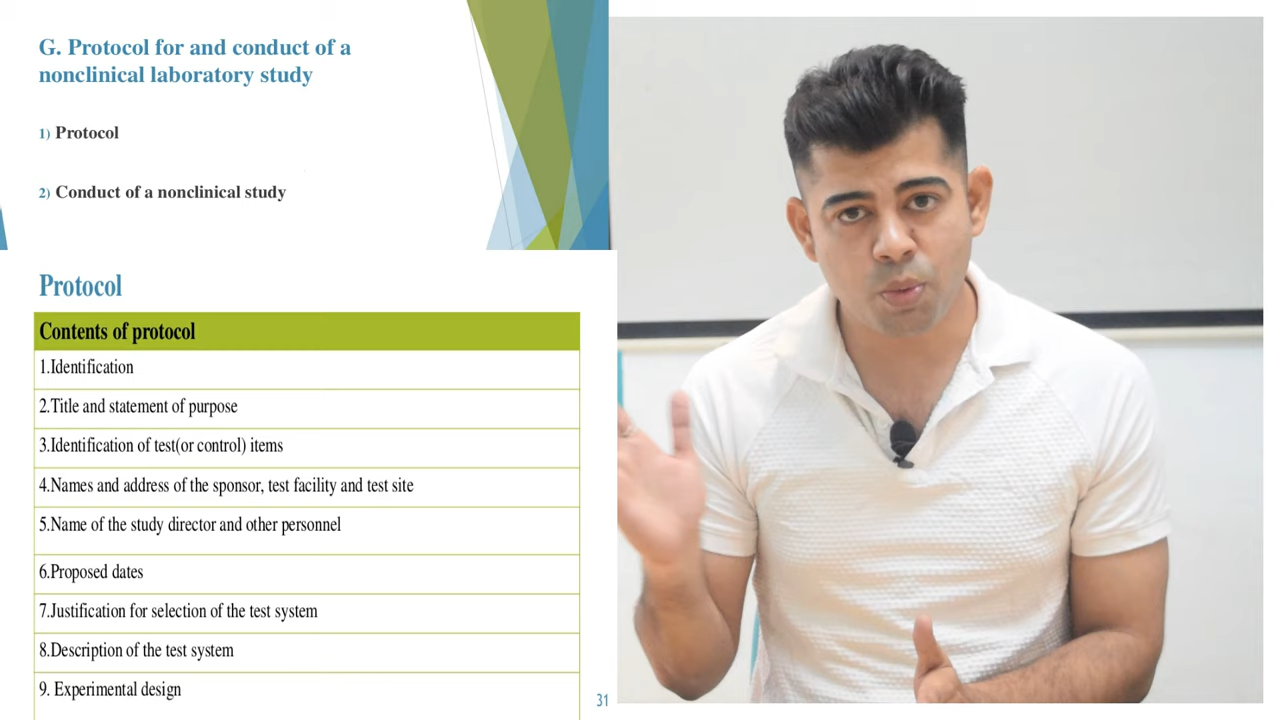 G. Protocol for and conduct of a
nonclinical laboratory study
1) Protocol
2) Conduct of a nonclinical study
Protocol
Contents of protocol
1.Identification
2.Title and statement of purpose
3.Identification of test(or control) items
4.Names and address of the sponsor, test facility and test site
5.Name of the study director and other personnel
6.Proposed dates
7.Justification for selection of the test system
8.Description of the test system
9. Experimental design
31